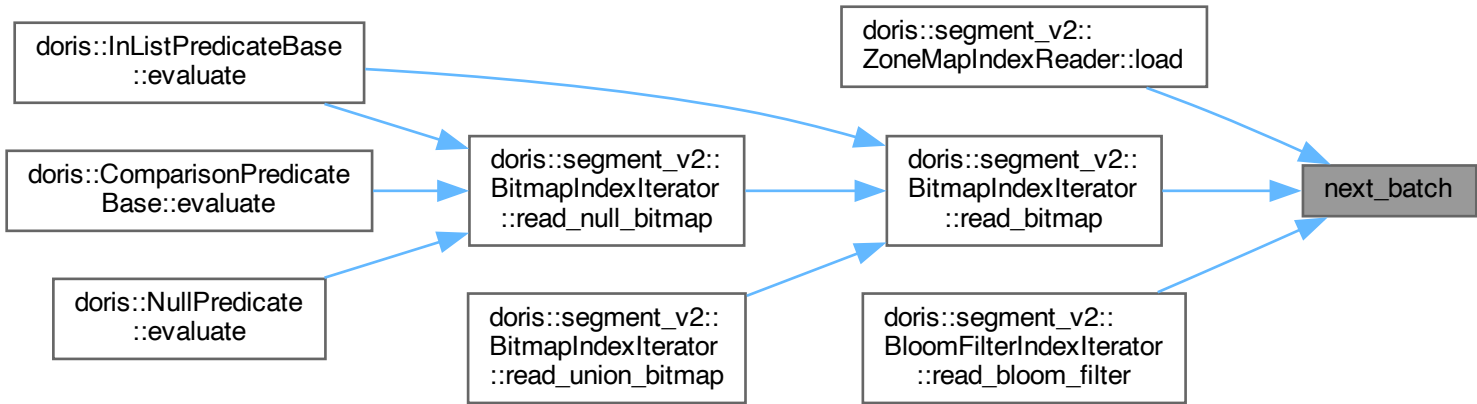 doris::InListPredicateBase
::evaluate
doris::ComparisonPredicate
Base::evaluate
doris::NullPredicate
::evaluate
doris::segment_v2::
BitmapIndexIterator
::read_null_bitmap
doris::segment_v2::
BitmapIndexIterator
::read_union_bitmap
doris::segment_v2::
ZoneMapIndexReader::load
doris::segment_v2::
BitmapIndexIterator
::read_bitmap
doris::segment_v2::
BloomFilterIndexIterator
::read_bloom_filter
next_batch